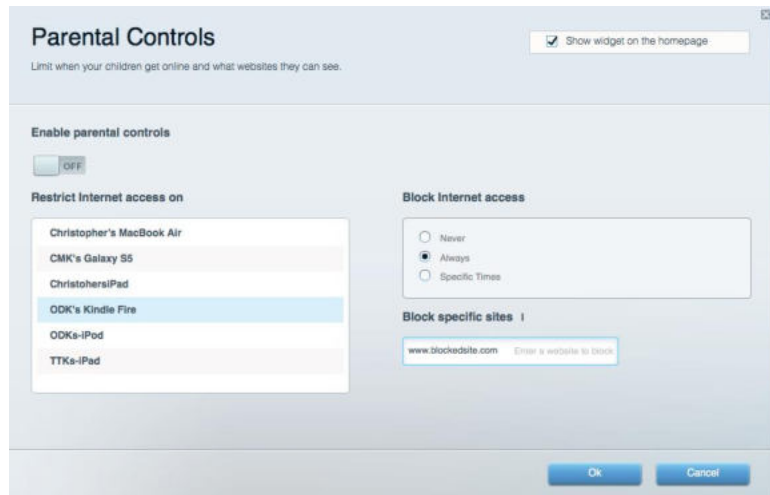 Parental Controls
Show widget on the homepage
Limit when your children get online and what websites they can see.
Enable parental controls
OFF
Restrict Internet access on
Christopher's MacBook Air
CMK's Galaxy S5
ChristohersiPad
ODK's Kindle Fire
ODKs-iPod
TTKs-iPad
Block Internet access
Never
Always
Specific Times
Block specific sites
www.blockedsite.com Enter a website to block
Ok Cancel